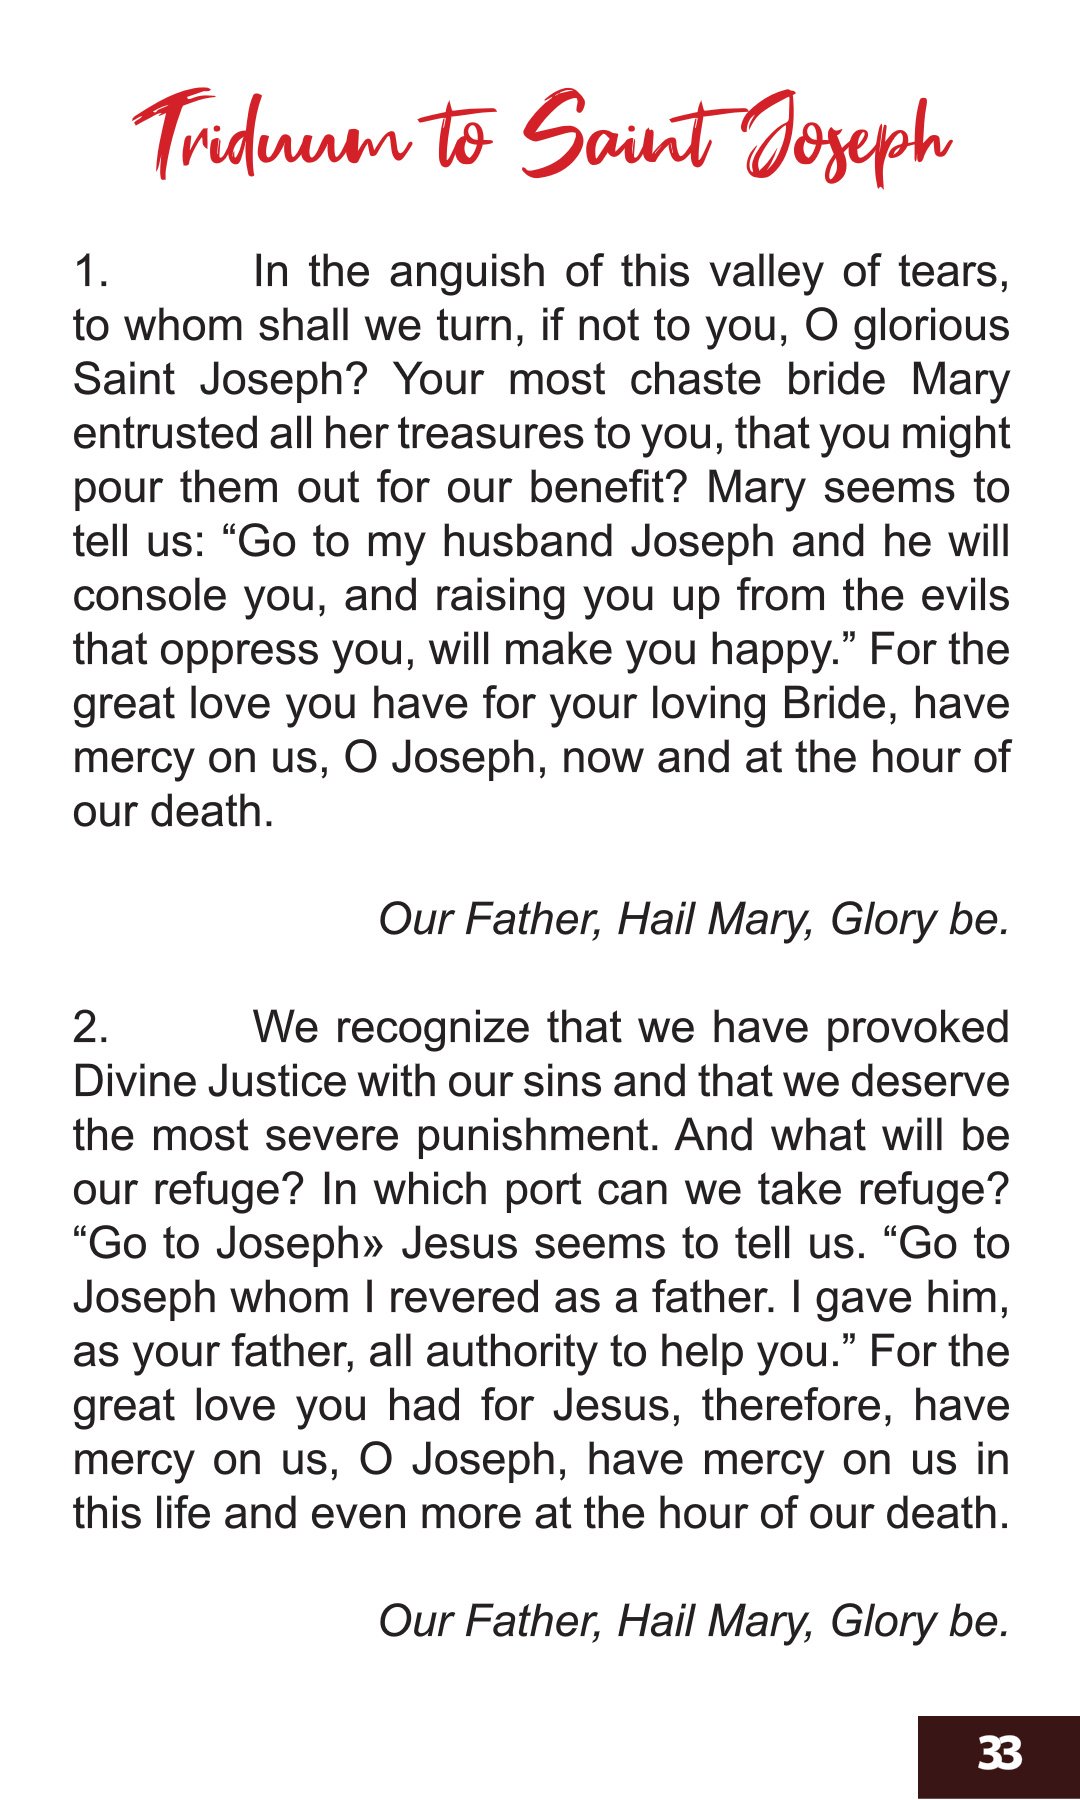 Triduum to Saint Joseph
1. In the anguish of this valley of tears,
to whom shall we turn, if not to you, O glorious
Saint Joseph? Your most chaste bride Mary
entrusted all her treasures to you, that you might
pour them out for our benefit? Mary seems to
tell us: “Go to my husband Joseph and he will
console you, and raising you up from the evils
that oppress you, will make you happy.” For the
great love you have for your loving Bride, have
mercy on us, O Joseph, now and at the hour of
our death.
Our Father, Hail Mary, Glory be.
2. We recognize that we have provoked
Divine Justice with our sins and that we deserve
the most severe punishment. And what will be
our refuge? In which port can we take refuge?
“Go to Joseph» Jesus seems to tell us. “Go to
Joseph whom I revered as a father. I gave him,
as your father, all authority to help you.” For the
great love you had for Jesus, therefore, have
mercy on us, O Joseph, have mercy on us in
this life and even more at the hour of our death.
Our Father, Hail Mary, Glory be.
33